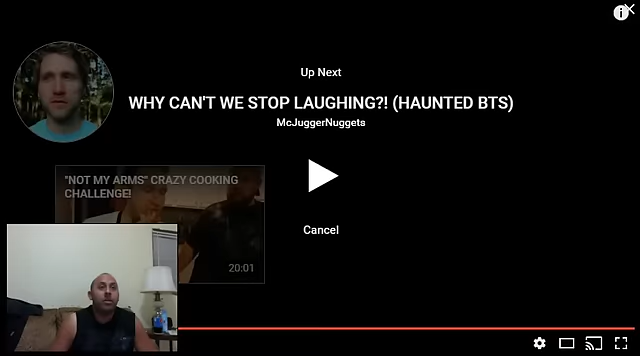 Up Next
WHY CAN'T WE STOP LAUGHING?! (HAUNTED BTS)
McJuggerNuggets
"NOT MY ARMS" CRAZY COOKING
CHALLENGE!
Cancel
20:01